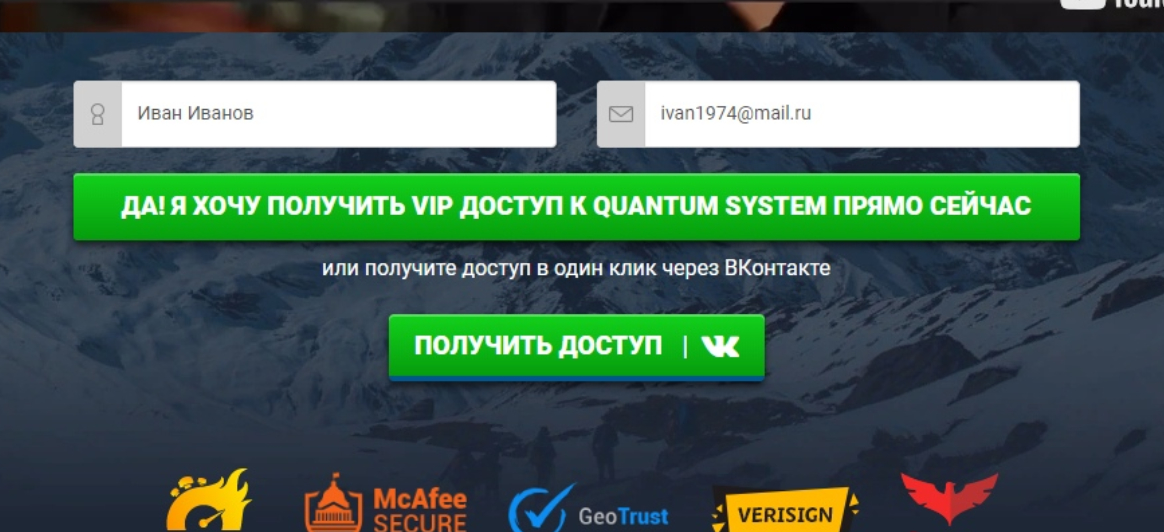 Иван Иванов
ivan1974@mail.ru
ДА! Я ХОЧУ ПОЛУЧИТЬ VIP ДОСТУП К QUANTUM SYSTEM ПРЯМО СЕЙЧАС
или получите доступ в один клик через ВКонтакте
ПОЛУЧИТЬ ДОСТУП |
McAfee
SECURE
GeoTrust
VERISIGN